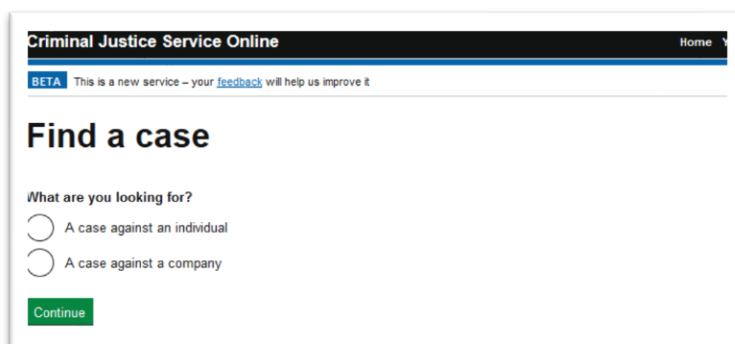 Criminal Justice Service Online
Home
BETA This is a new service – your feedback will help us improve it
Find a case
What are you looking for?
A case against an individual
A case against a company
Continue